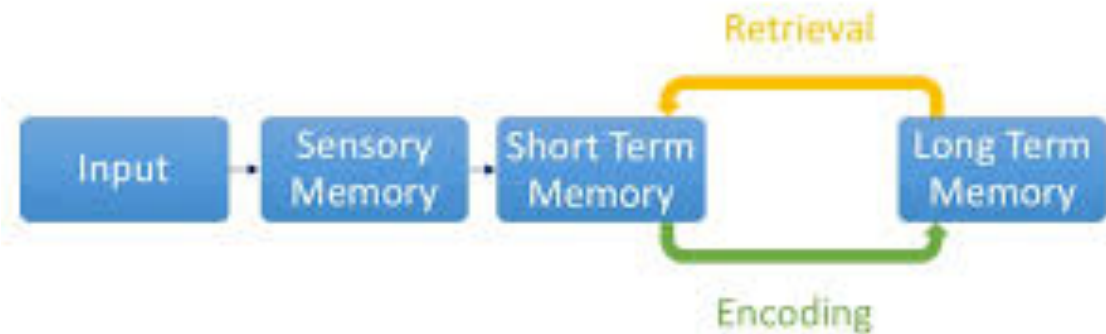 Retrieval
Input
Sensory
Memory
Short Term
Memory
Long Term
Memory
Encoding